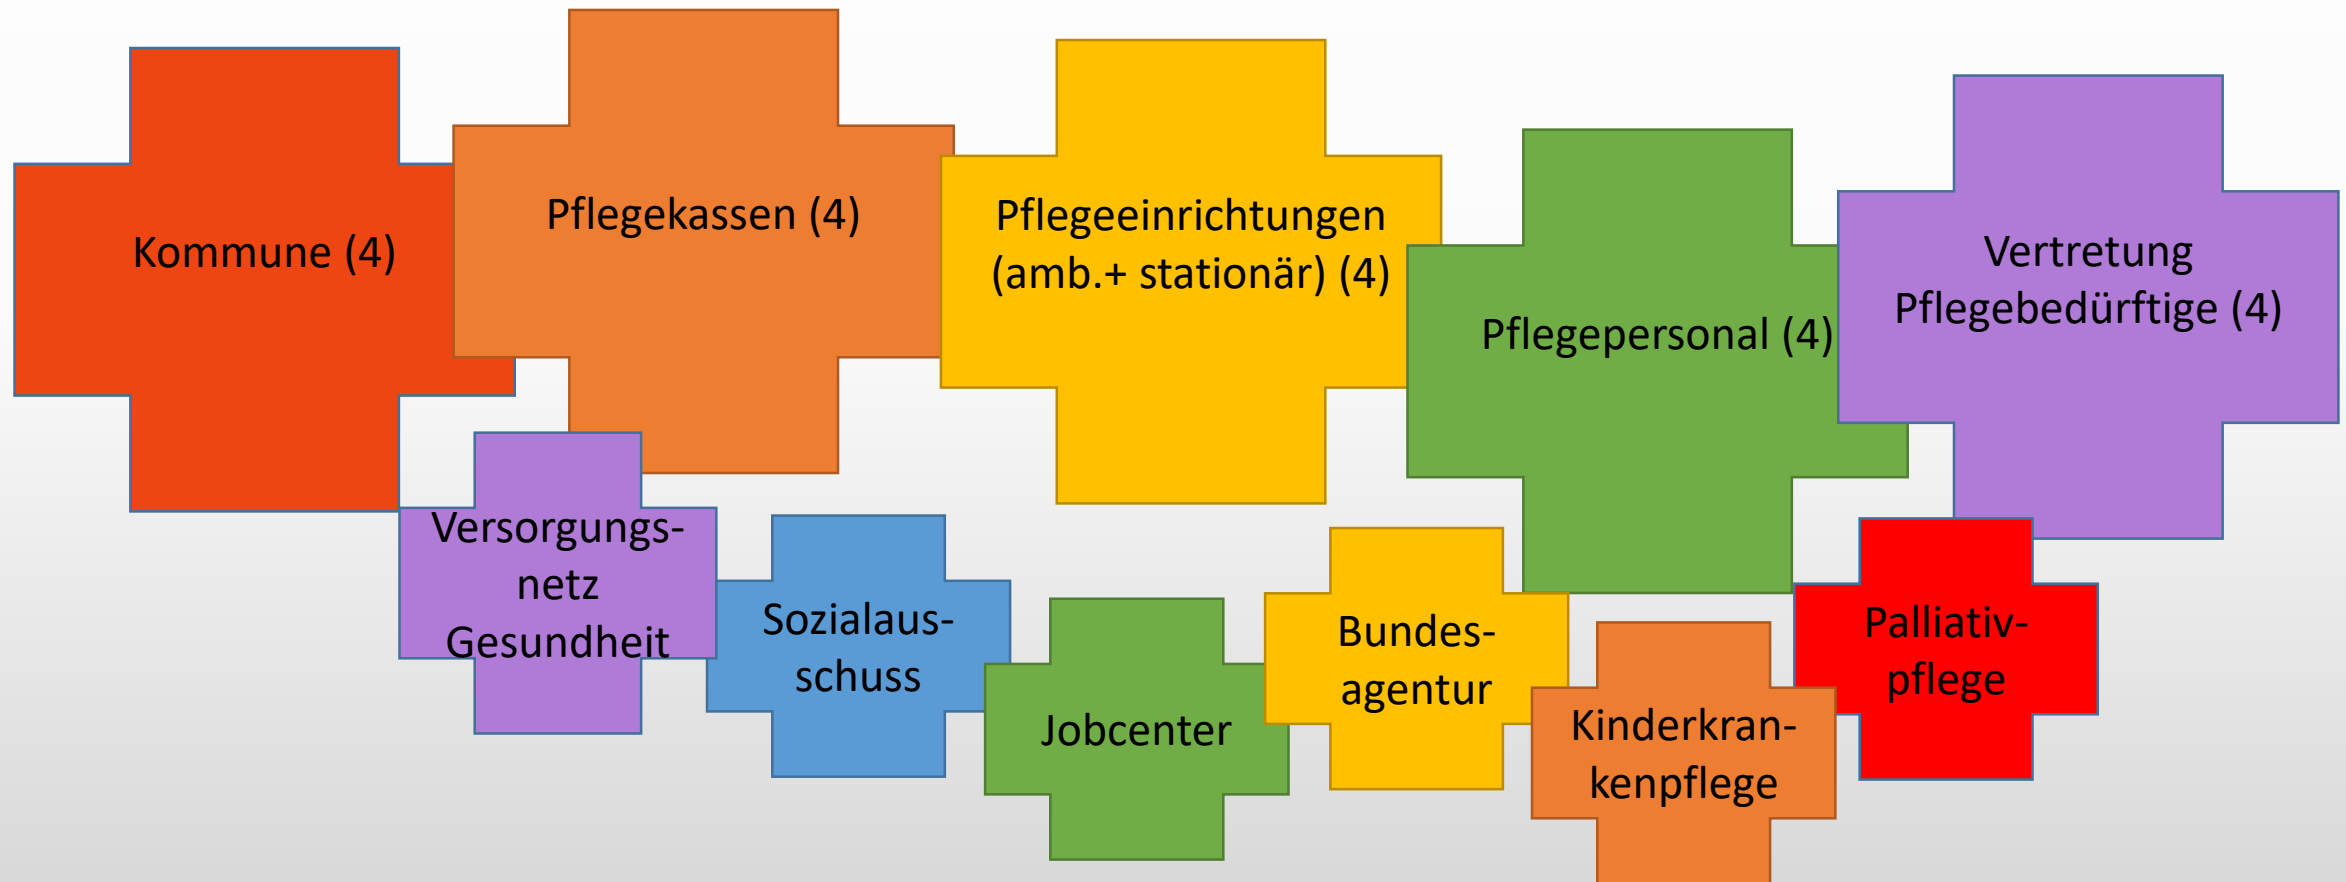 Kommune (4)
Pflegekassen (4)
Pflegeeinrichtungen
(amb.+ stationär) (4)
Pflegepersonal (4)
Vertretung
Pflegebedürftige (4)
Versorgungs-
netz
Gesundheit
Sozialaus-
schuss
Jobcenter
Bundes-
agentur
Kinderkran-
kenpflege
Palliativ-
pflege